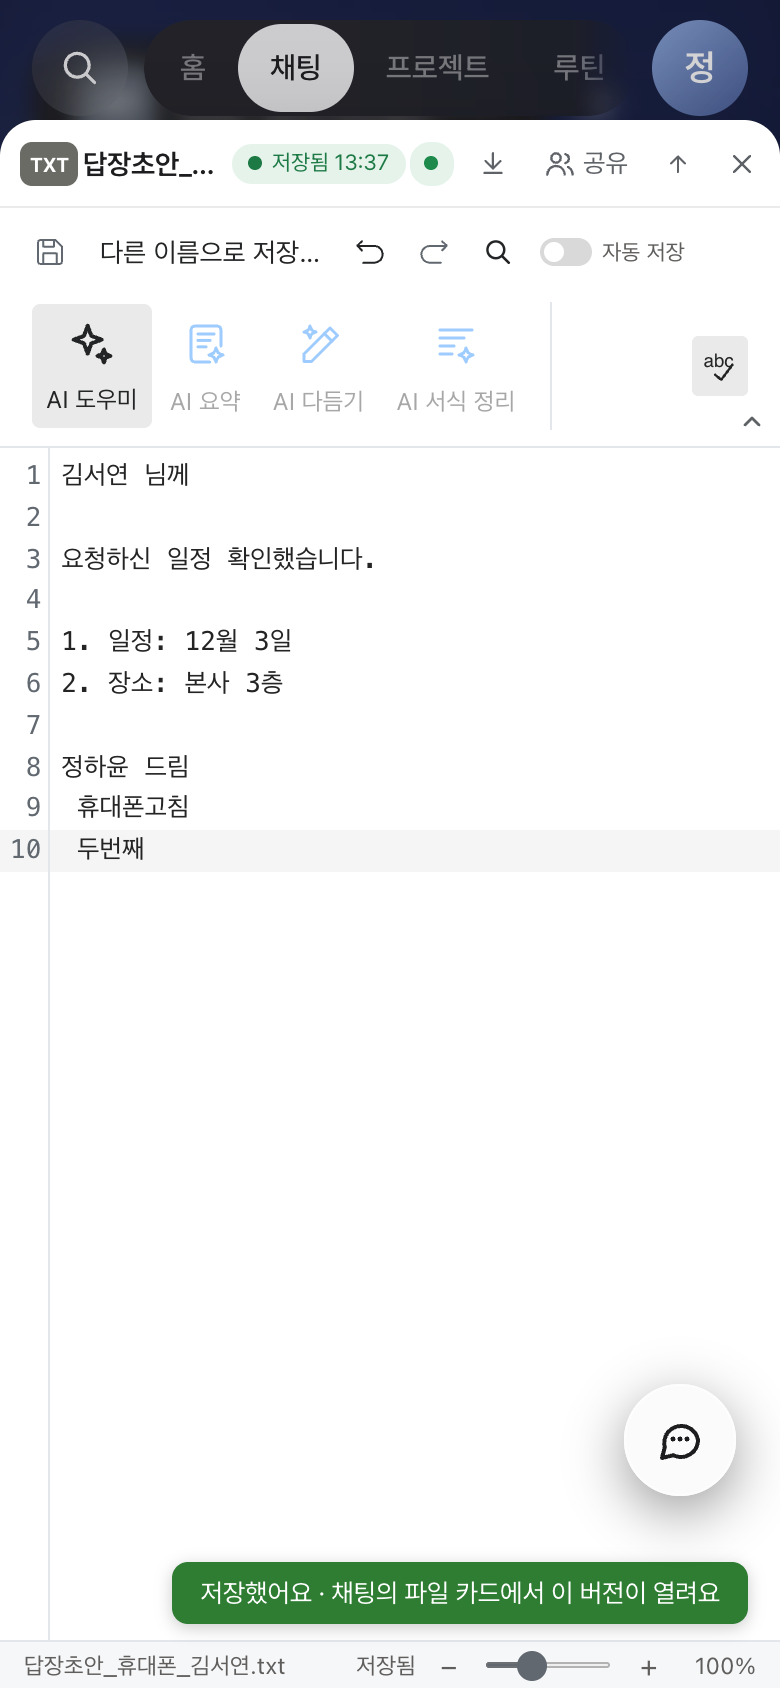 홈 채팅 프로젝트 루틴 정
TXT 답장초안_... 저장됨 13:37 공유
다른 이름으로 저장... 자동 저장
AI 도우미 AI 요약 AI 다듬기 AI 서식 정리 abc
1 김서연 님께
2
3 요청하신 일정 확인했습니다.
4
5 1. 일정: 12월 3일
6 2. 장소: 본사 3층
7
8 정하윤 드림
9 휴대폰고침
10 두번째
저장했어요 · 채팅의 파일 카드에서 이 버전이 열려요
답장초안_휴대폰_김서연.txt 저장됨 − + 100%